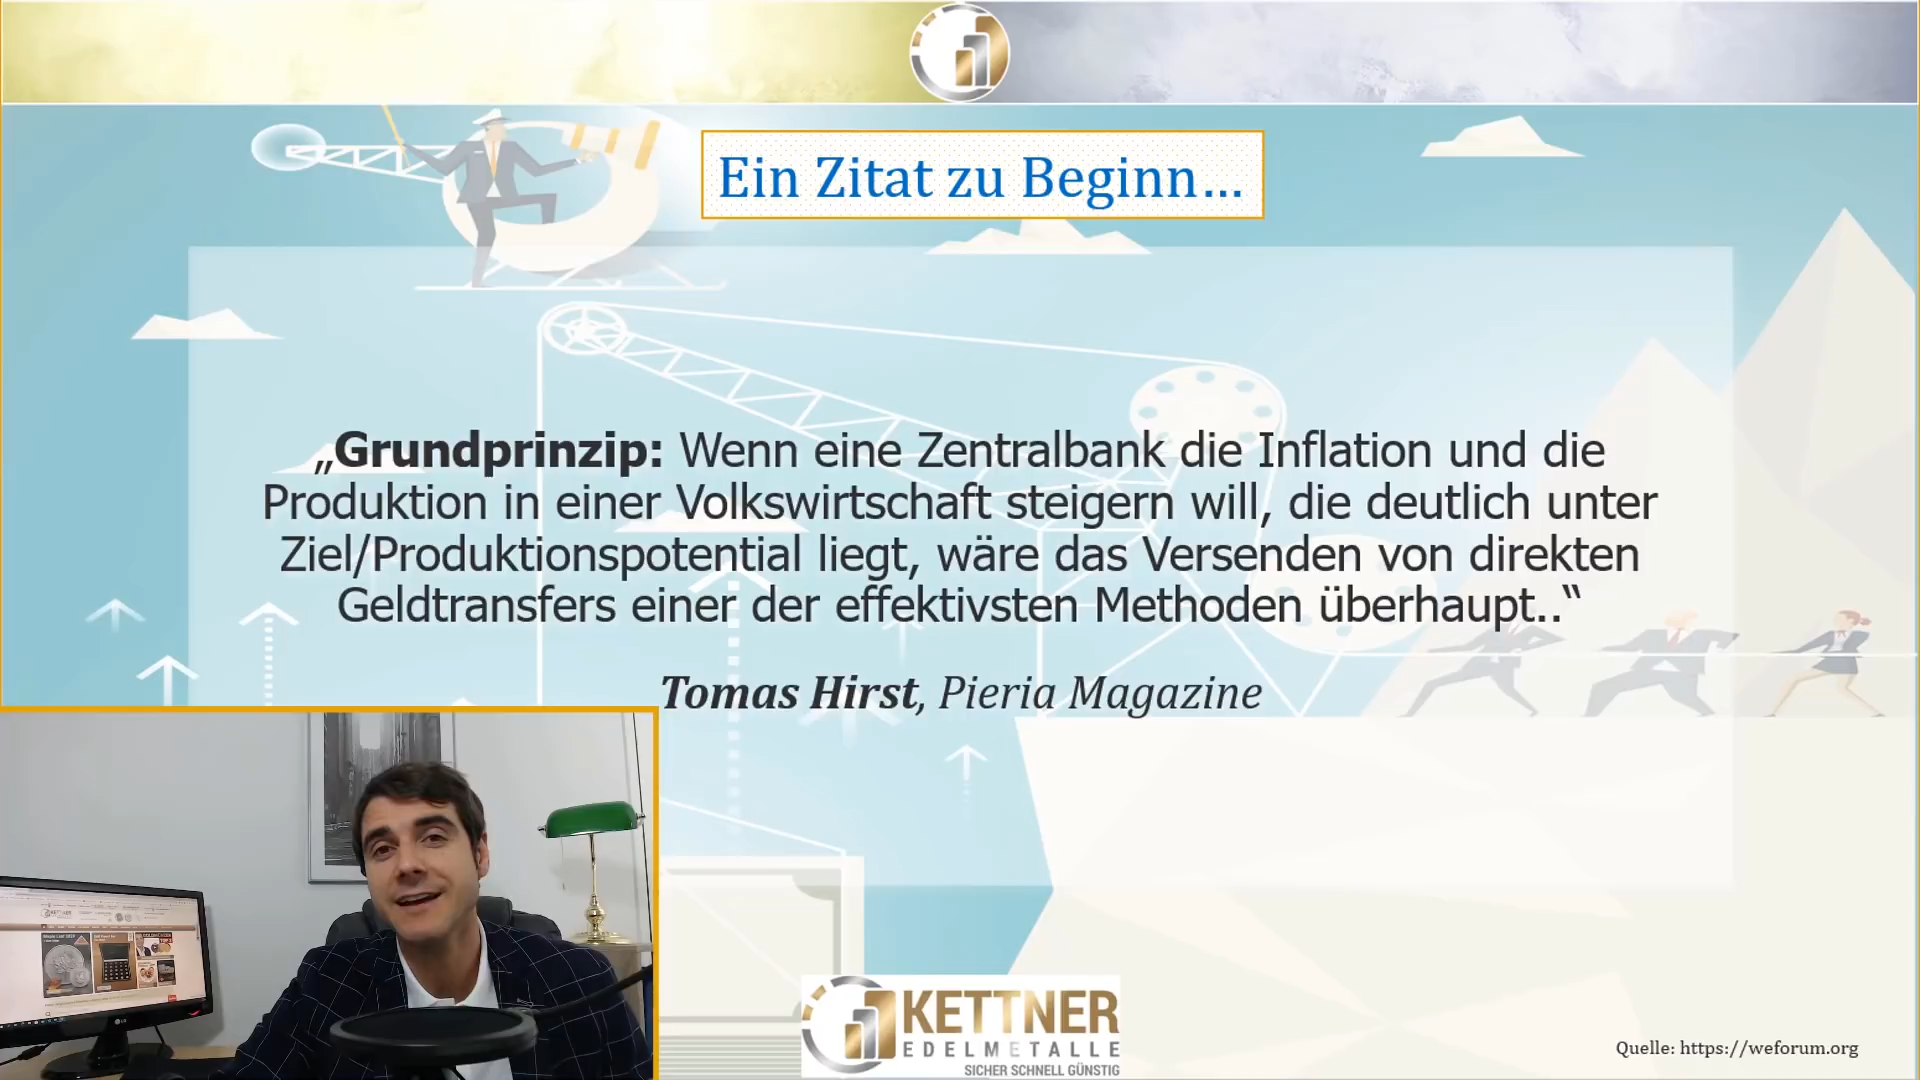 Ein Zitat zu Beginn...
„Grundprinzip: Wenn eine Zentralbank die Inflation und die
Produktion in einer Volkswirtschaft steigern will, die deutlich unter
Ziel/Produktionspotential liegt, wäre das Versenden von direkten
Geldtransfers einer der effektivsten Methoden überhaupt..“
Tomas Hirst, Pieria Magazine
KETTNER
LG
KETTNER
EDELMETALLE
SICHER SCHNELL GÜNSTIG
Quelle: https://weforum.org